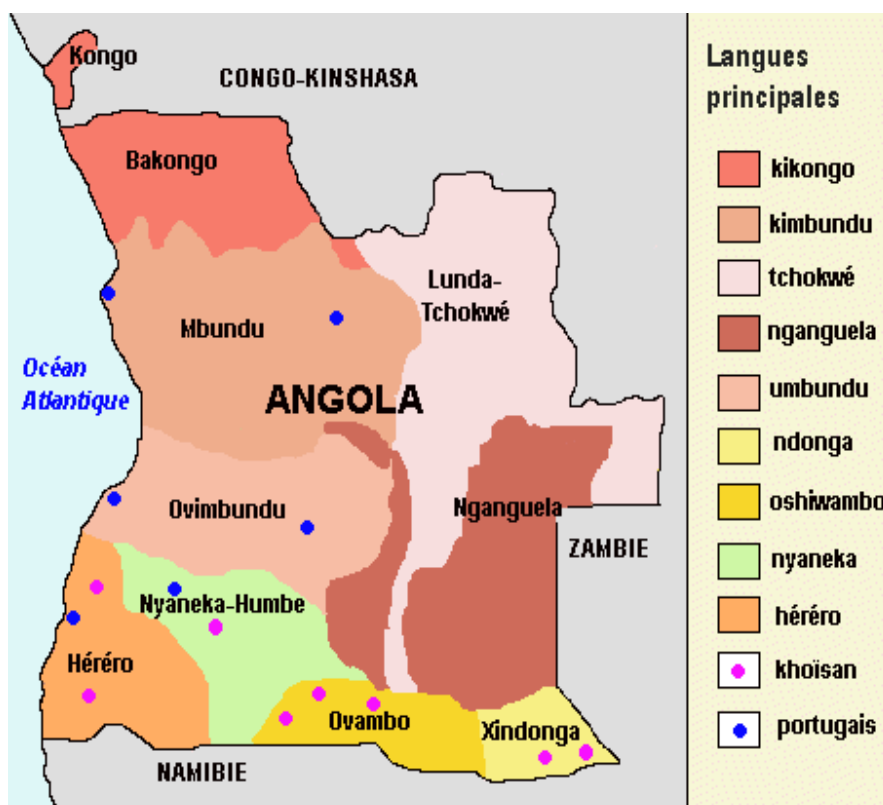 Kongo
CONGO-KINSHASA
Bakongo
Lunda-
Tchokwé
Mbundu
Océan
Atlantique
ANGOLA
Ovimbundu
Nganguela
ZAMBIE
Nyaneka-Humbe
Héréro
Ovambo
Xindonga
NAMIBIE
Langues
principales
kikongo
kimbundu
tchokwé
nganguela
umbundu
ndonga
oshiwambo
nyaneka
héréro
khoïsan
portugais